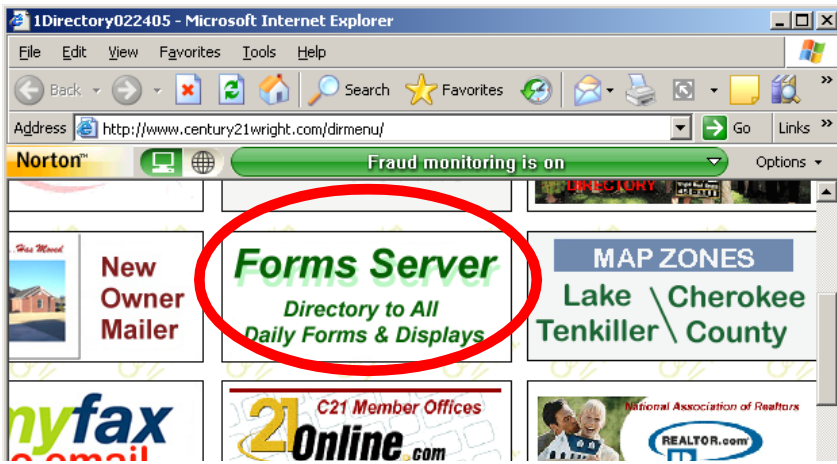 1Directory022405 - Microsoft Internet Explorer
File Edit View Favorites Tools Help
Back Search Favorites
Address http://www.century21wright.com/dirmenu/ Go Links
Norton™ Fraud monitoring is on Options
DIRECTORY
..Has Moved
New
Owner
Mailer
Forms Server
Directory to All
Daily Forms & Displays
MAP ZONES
Lake \ Cherokee
Tenkiller \ County
myfax
e email
C21 Member Offices
21
Online.com
National Association of Realtors
REALTOR.com